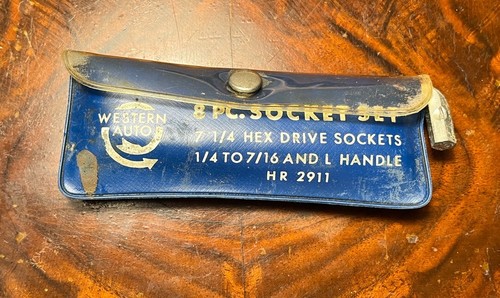 WESTERN
AUTO
8 PC. SOCKET SET
7 1/4 HEX DRIVE SOCKETS
1/4 TO 7/16 AND L HANDLE
HR 2911